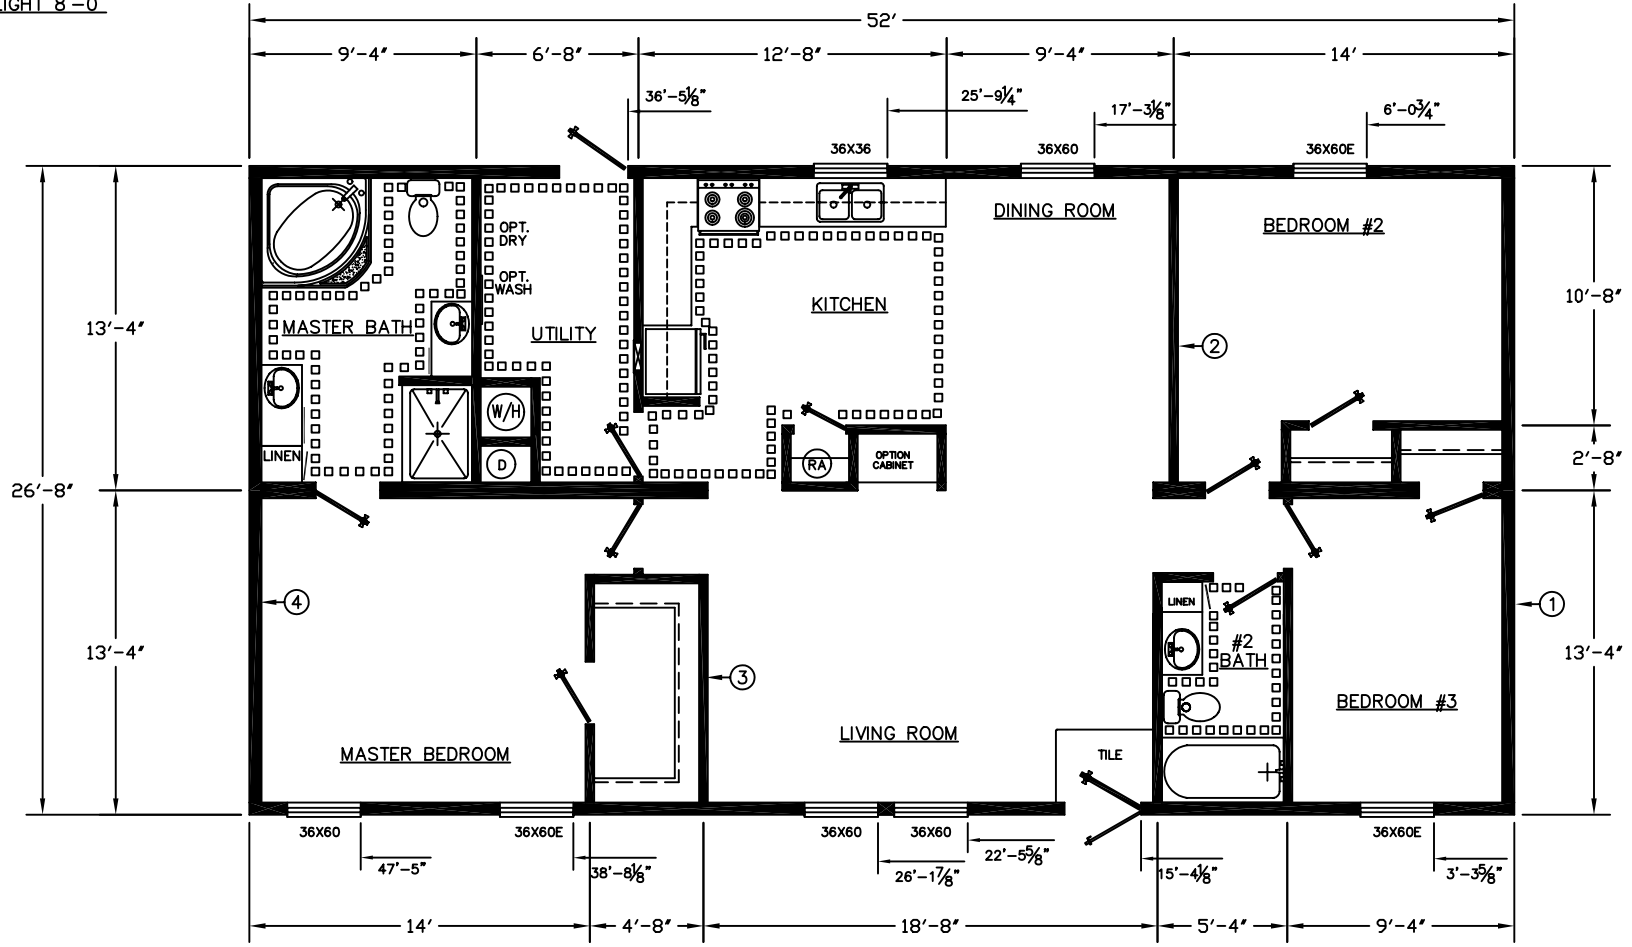 LIGHT 8'-0"
52'
9'-4" 6'-8" 12'-8" 9'-4" 14'
36'-5⅛" 25'-9¼" 17'-3⅛" 6'-0¾"
36X36 36X60 36X60E
DINING ROOM
BEDROOM #2
OPT.
DRY
OPT.
WASH
KITCHEN
10'-8"
13'-4"
MASTER BATH
UTILITY
2
W/H
LINEN
D
RA
OPTION
CABINET
2'-8"
26'-8"
4
LINEN
1
#2
BATH
13'-4"
13'-4"
3
BEDROOM #3
LIVING ROOM
MASTER BEDROOM
TILE
36X60 36X60E 36X60 36X60 36X60E
47'-5" 38'-8⅛" 26'-1⅞" 22'-5⅝" 15'-4⅛" 3'-3⅝"
14' 4'-8" 18'-8" 5'-4" 9'-4"